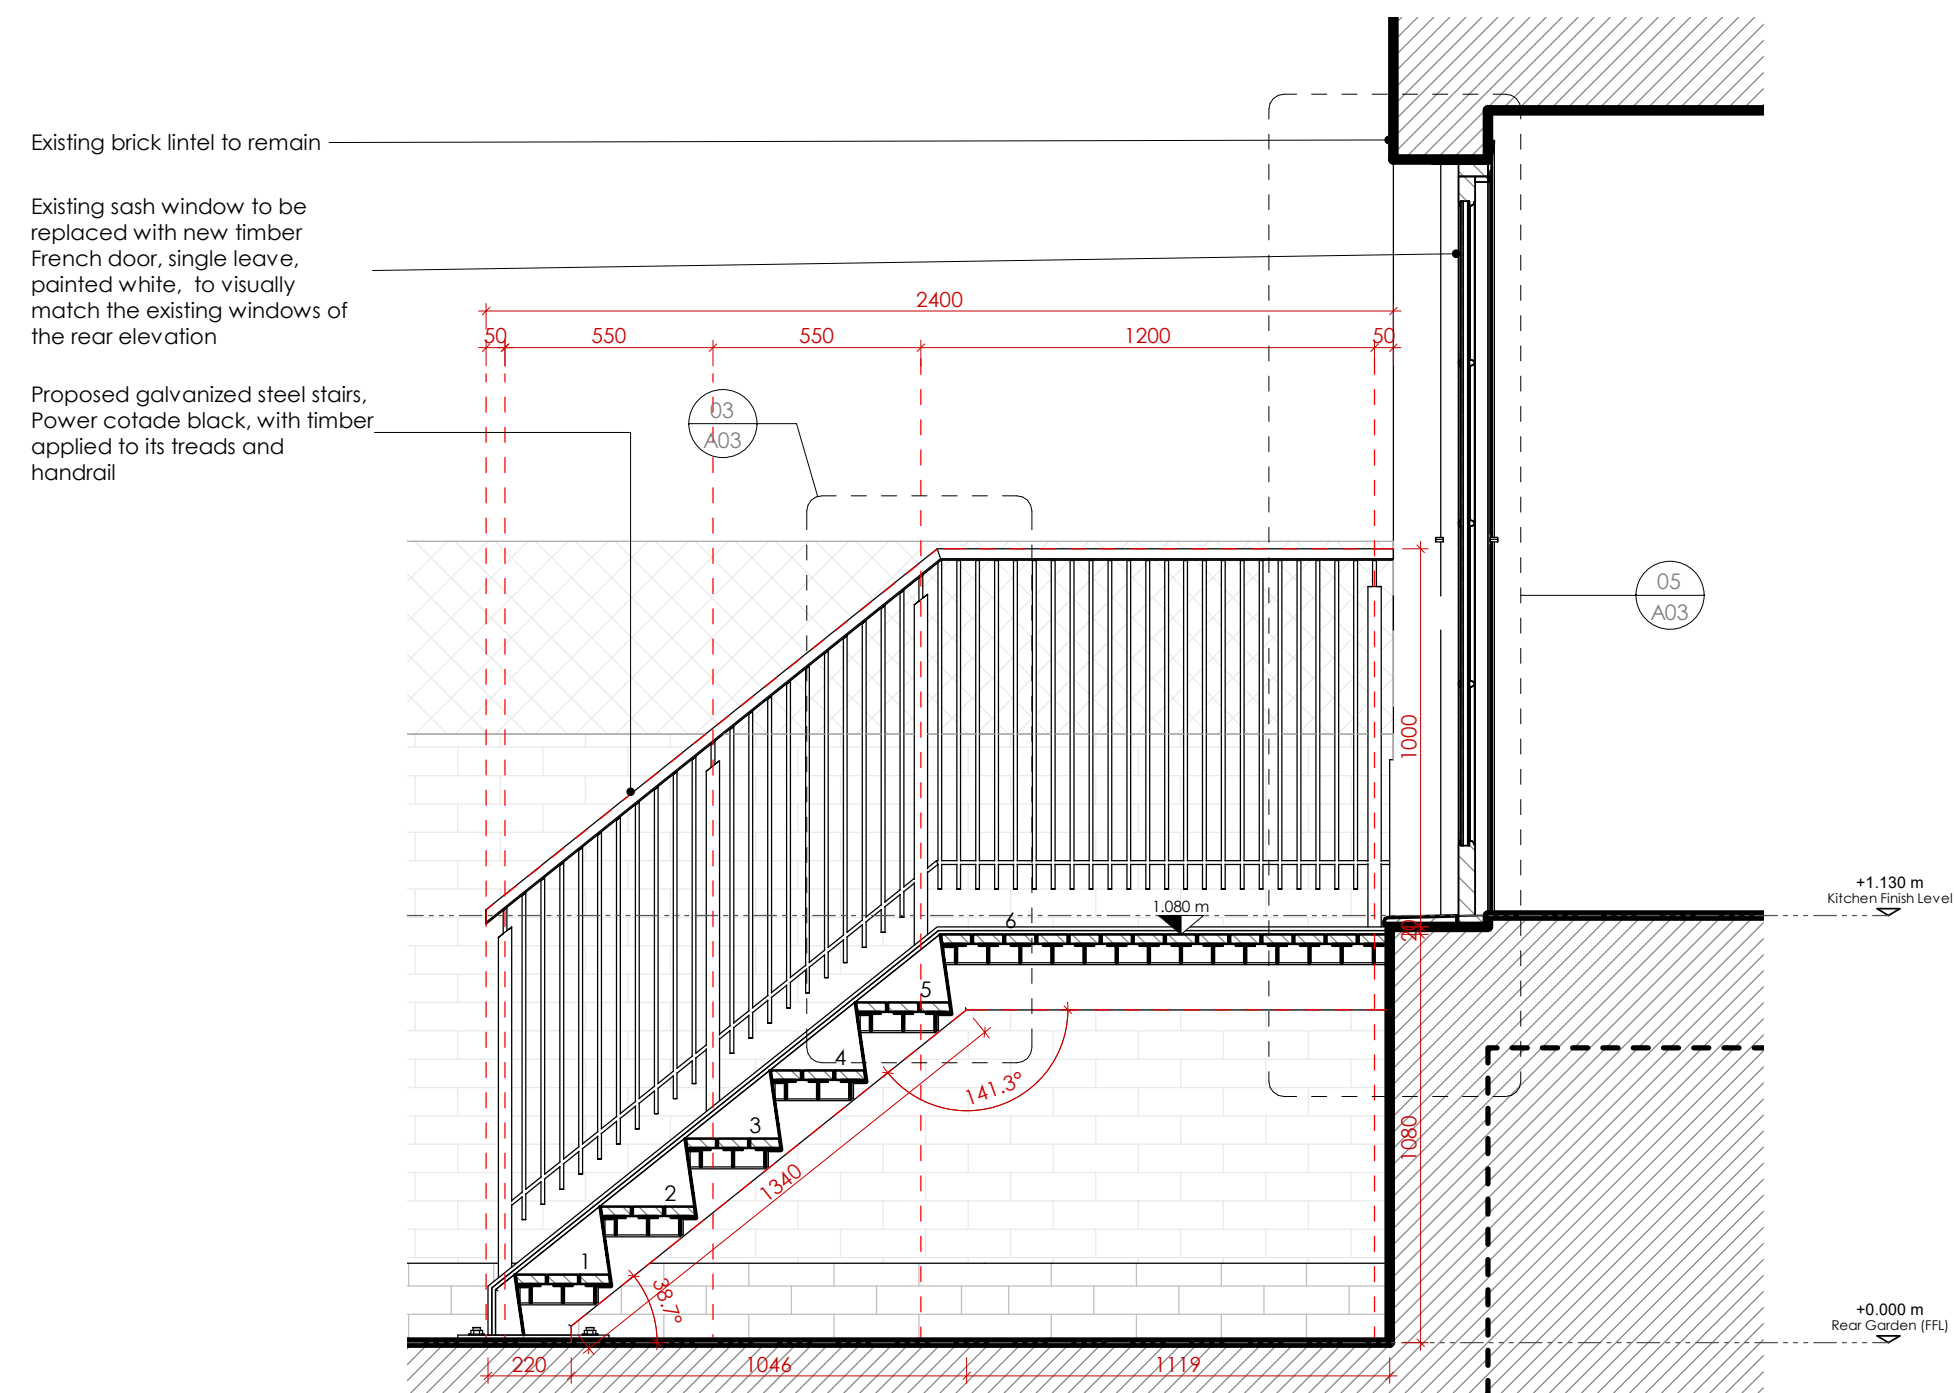 Existing brick lintel to remain
Existing sash window to be
replaced with new timber
French door, single leave,
painted white, to visually
match the existing windows of
the rear elevation
2400
50
550
550
1200
50
Proposed galvanized steel stairs,
Power cotade black, with timber
applied to its treads and
handrail
03
A03
05
A03
1000
+1.130 m
Kitchen Finish Level
1.080 m
6
20
5
4
141.3°
1080
3
1340
2
1
38.7°
+0.000 m
Rear Garden (FFL)
220
1046
1119